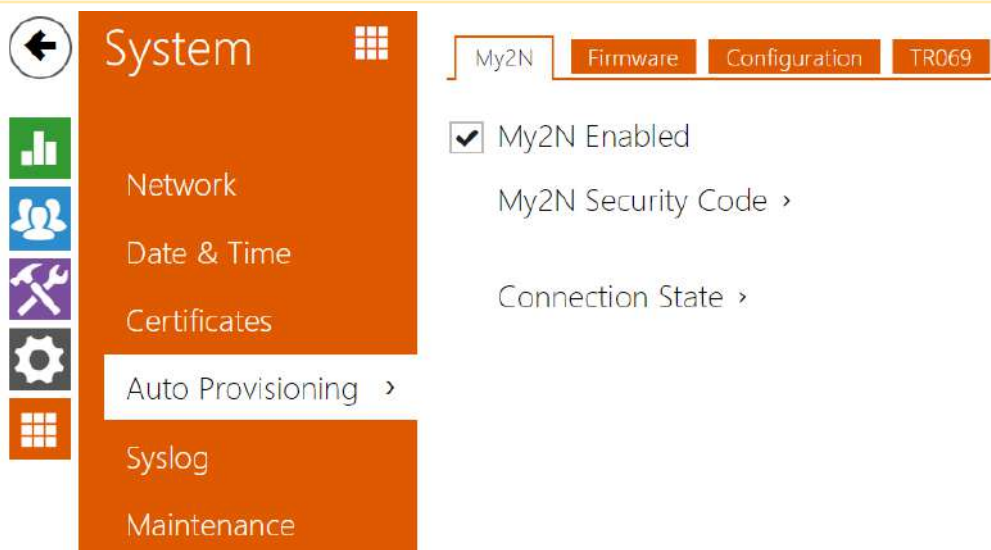 System
Network
Date & Time
Certificates
Auto Provisioning ›
Syslog
Maintenance
My2N Firmware Configuration TR069
My2N Enabled
My2N Security Code ›
Connection State ›